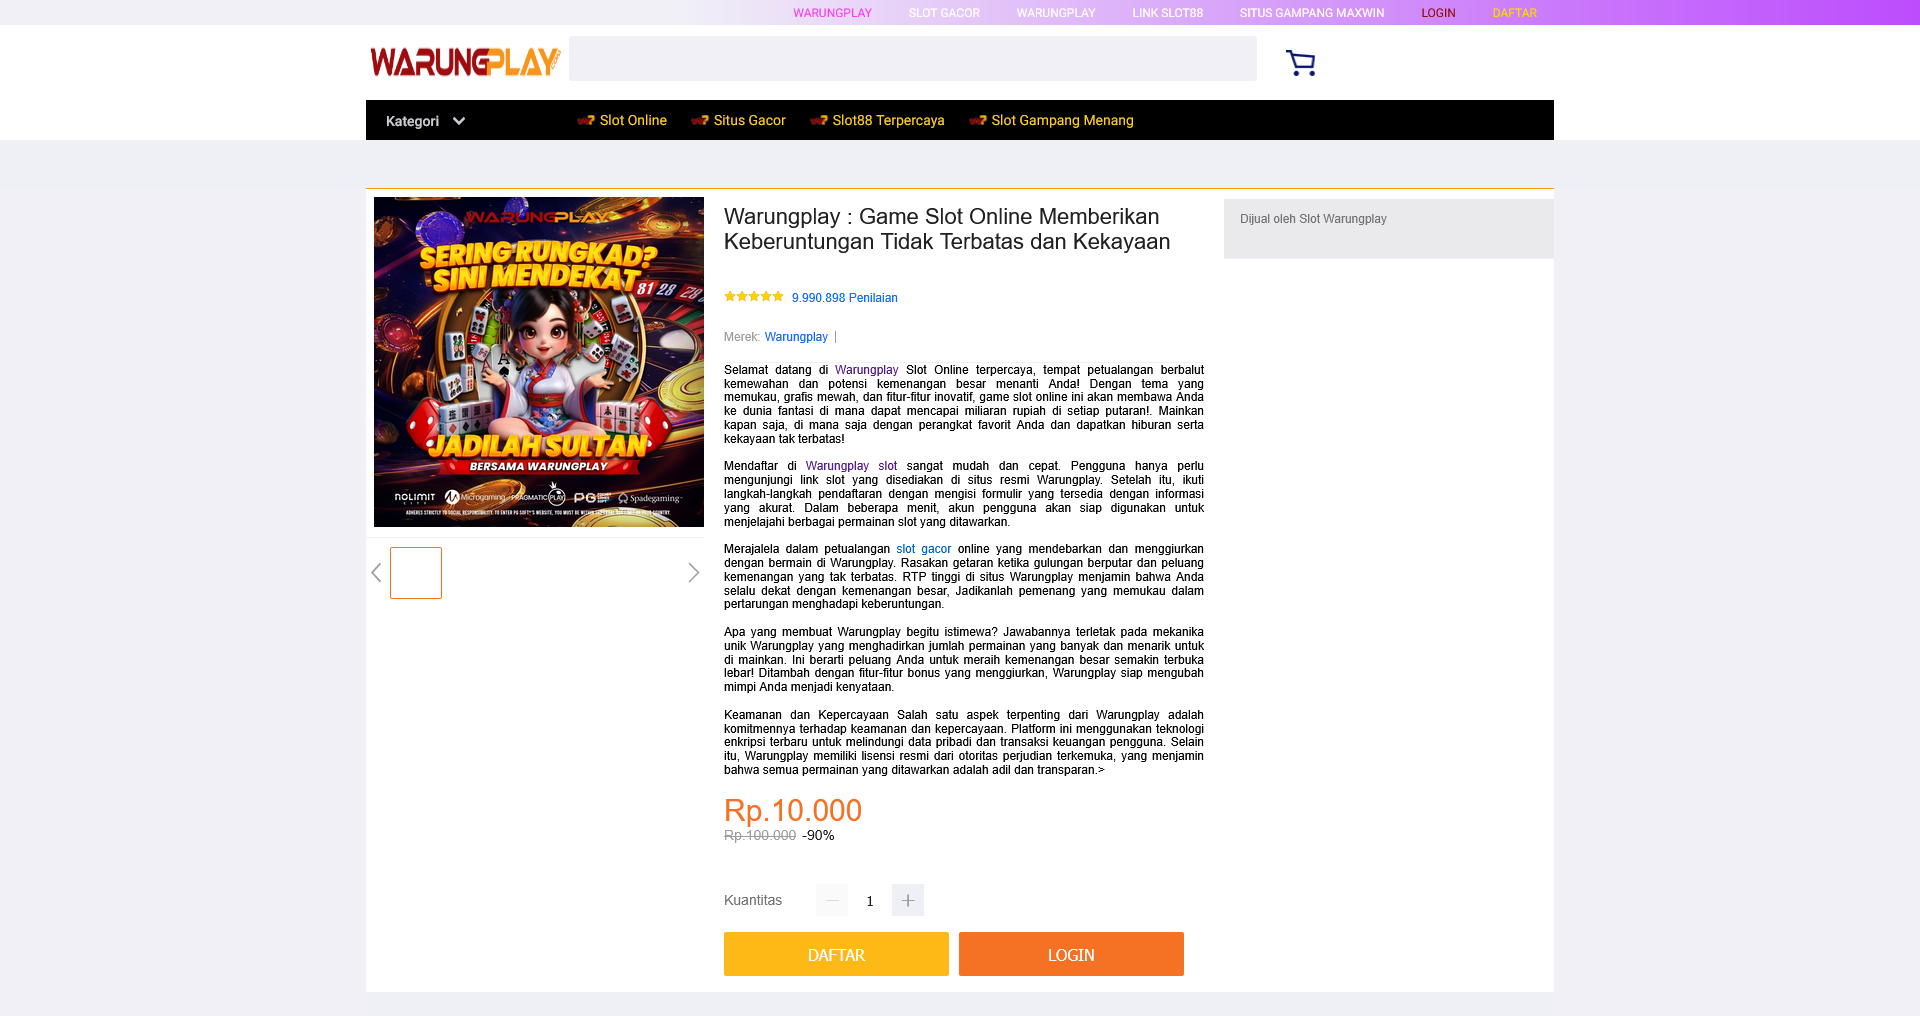 WARUNGPLAY SLOT GACOR WARUNGPLAY LINK SLOT88 SITUS GAMPANG MAXWIN LOGIN DAFTAR
WARUNGPLAY
Kategori Slot Online Situs Gacor Slot88 Terpercaya Slot Gampang Menang
WARUNGPLAY
SERING RUNGKAD?
SINI MENDEKAT
81 28 28
A
JADILAH SULTAN
BERSAMA WARUNGPLAY
NOLIMIT Microgaming PRAGMATIC PLAY PG Spadegaming
Warungplay : Game Slot Online Memberikan
Keberuntungan Tidak Terbatas dan Kekayaan
9.990.898 Penilaian
Merek: Warungplay |
Selamat datang di Warungplay Slot Online terpercaya, tempat petualangan berbalut
kemewahan dan potensi kemenangan besar menanti Anda! Dengan tema yang
memukau, grafis mewah, dan fitur-fitur inovatif, game slot online ini akan membawa Anda
ke dunia fantasi di mana dapat mencapai miliaran rupiah di setiap putaran!. Mainkan
kapan saja, di mana saja dengan perangkat favorit Anda dan dapatkan hiburan serta
kekayaan tak terbatas!
Mendaftar di Warungplay slot sangat mudah dan cepat. Pengguna hanya perlu
mengunjungi link slot yang disediakan di situs resmi Warungplay. Setelah itu, ikuti
langkah-langkah pendaftaran dengan mengisi formulir yang tersedia dengan informasi
yang akurat. Dalam beberapa menit, akun pengguna akan siap digunakan untuk
menjelajahi berbagai permainan slot yang ditawarkan.
Merajalela dalam petualangan slot gacor online yang mendebarkan dan menggiurkan
dengan bermain di Warungplay. Rasakan getaran ketika gulungan berputar dan peluang
kemenangan yang tak terbatas. RTP tinggi di situs Warungplay menjamin bahwa Anda
selalu dekat dengan kemenangan besar, Jadikanlah pemenang yang memukau dalam
pertarungan menghadapi keberuntungan.
Apa yang membuat Warungplay begitu istimewa? Jawabannya terletak pada mekanika
unik Warungplay yang menghadirkan jumlah permainan yang banyak dan menarik untuk
di mainkan. Ini berarti peluang Anda untuk meraih kemenangan besar semakin terbuka
lebar! Ditambah dengan fitur-fitur bonus yang menggiurkan, Warungplay siap mengubah
mimpi Anda menjadi kenyataan.
Keamanan dan Kepercayaan Salah satu aspek terpenting dari Warungplay adalah
komitmennya terhadap keamanan dan kepercayaan. Platform ini menggunakan teknologi
enkripsi terbaru untuk melindungi data pribadi dan transaksi keuangan pengguna. Selain
itu, Warungplay memiliki lisensi resmi dari otoritas perjudian terkemuka, yang menjamin
bahwa semua permainan yang ditawarkan adalah adil dan transparan.>
Rp.10.000
Rp.100.000 -90%
Kuantitas 1
DAFTAR LOGIN
Dijual oleh Slot Warungplay